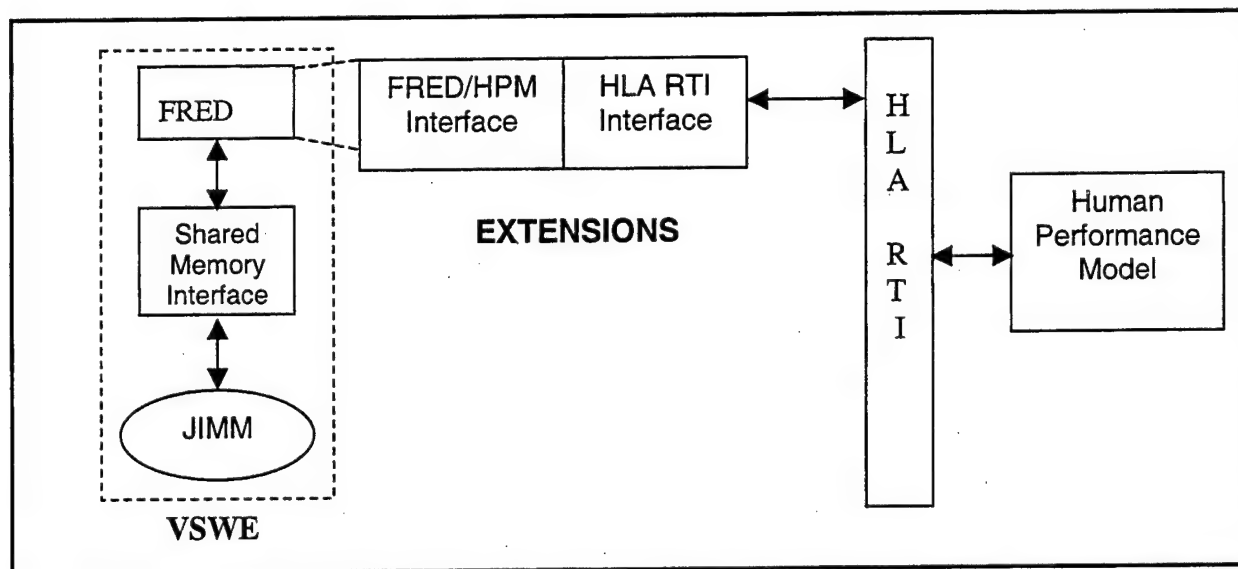 FRED
FRED/HPM
Interface
HLA RTI
Interface
H
L
A
R
T
I
Shared
Memory
Interface
EXTENSIONS
Human
Performance
Model
JIMM
VSWE